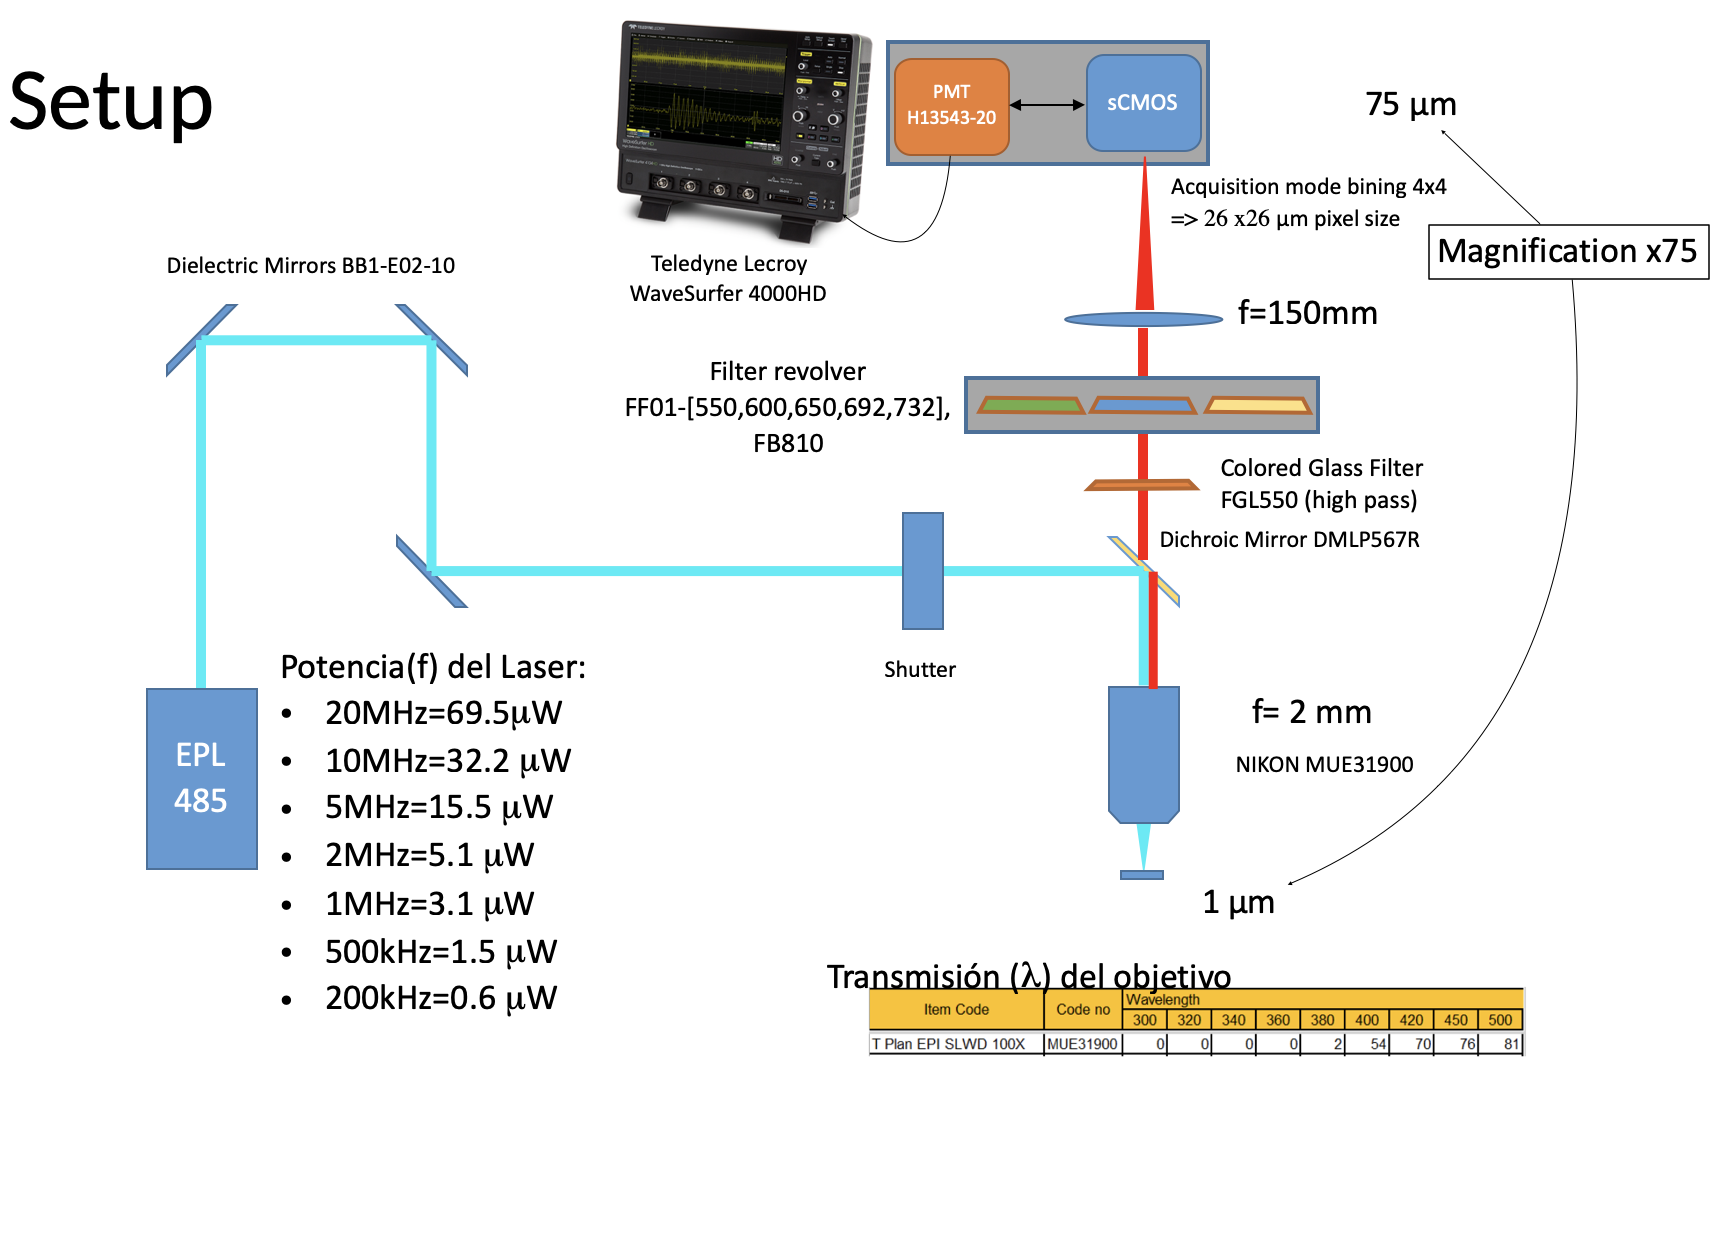 Setup
TELEDYNE LECROY
WaveSurfer HD
HD
PMT
H13543-20
sCMOS
75 µm
Acquisition mode bining 4x4
=> 26 x26 µm pixel size
Magnification x75
Dielectric Mirrors BB1-E02-10
Teledyne Lecroy
WaveSurfer 4000HD
f=150mm
Filter revolver
FF01-[550,600,650,692,732],
FB810
Colored Glass Filter
FGL550 (high pass)
Dichroic Mirror DMLP567R
Shutter
Potencia(f) del Laser:
• 20MHz=69.5µW
• 10MHz=32.2 µW
• 5MHz=15.5 µW
• 2MHz=5.1 µW
• 1MHz=3.1 µW
• 500kHz=1.5 µW
• 200kHz=0.6 µW
EPL
485
f= 2 mm
NIKON MUE31900
1 µm
Transmisión (λ) del objetivo
Item Code Code no Wavelength
300 320 340 360 380 400 420 450 500
T Plan EPI SLWD 100X MUE31900 0 0 0 0 2 54 70 76 81